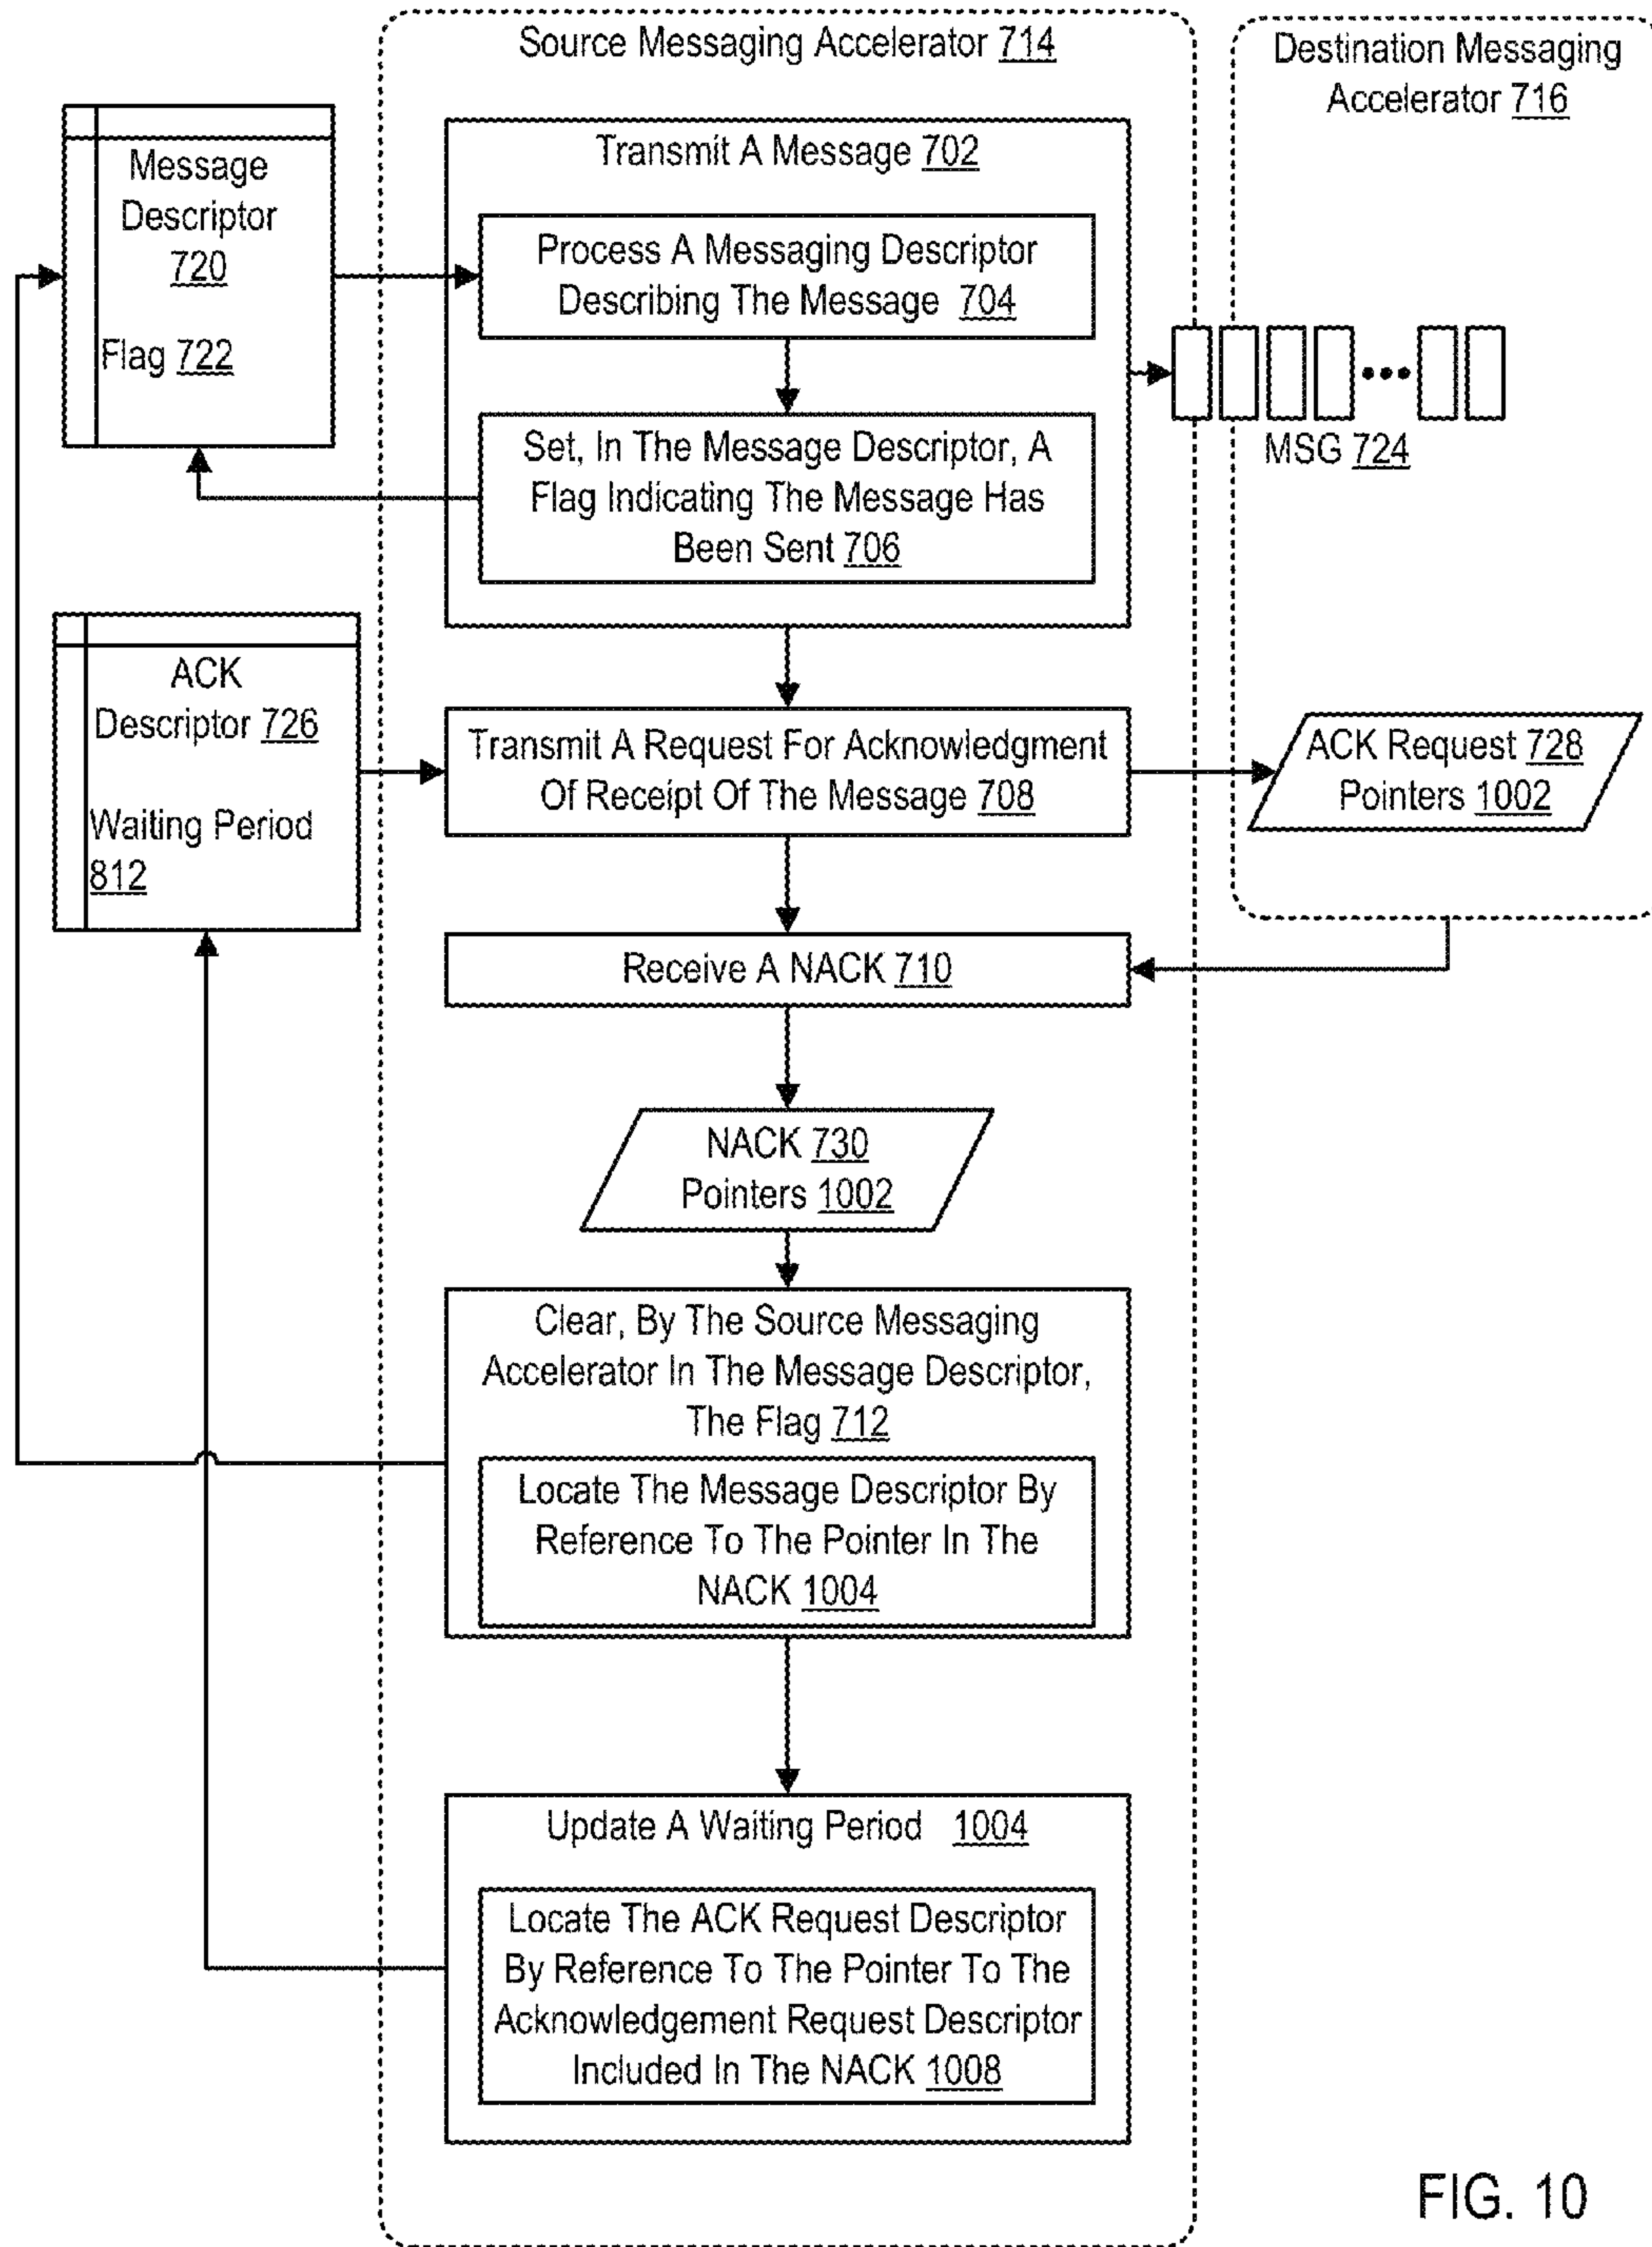 Source Messaging Accelerator 714
Destination Messaging
Accelerator 716
Message
Descriptor
720
Flag 722
Transmit A Message 702
Process A Messaging Descriptor
Describing The Message 704
Set, In The Message Descriptor, A
Flag Indicating The Message Has
Been Sent 706
MSG 724
ACK
Descriptor 726
Waiting Period
812
Transmit A Request For Acknowledgment
Of Receipt Of The Message 708
ACK Request 728
Pointers 1002
Receive A NACK 710
NACK 730
Pointers 1002
Clear, By The Source Messaging
Accelerator In The Message Descriptor,
The Flag 712
Locate The Message Descriptor By
Reference To The Pointer In The
NACK 1004
Update A Waiting Period 1004
Locate The ACK Request Descriptor
By Reference To The Pointer To The
Acknowledgement Request Descriptor
Included In The NACK 1008
FIG. 10